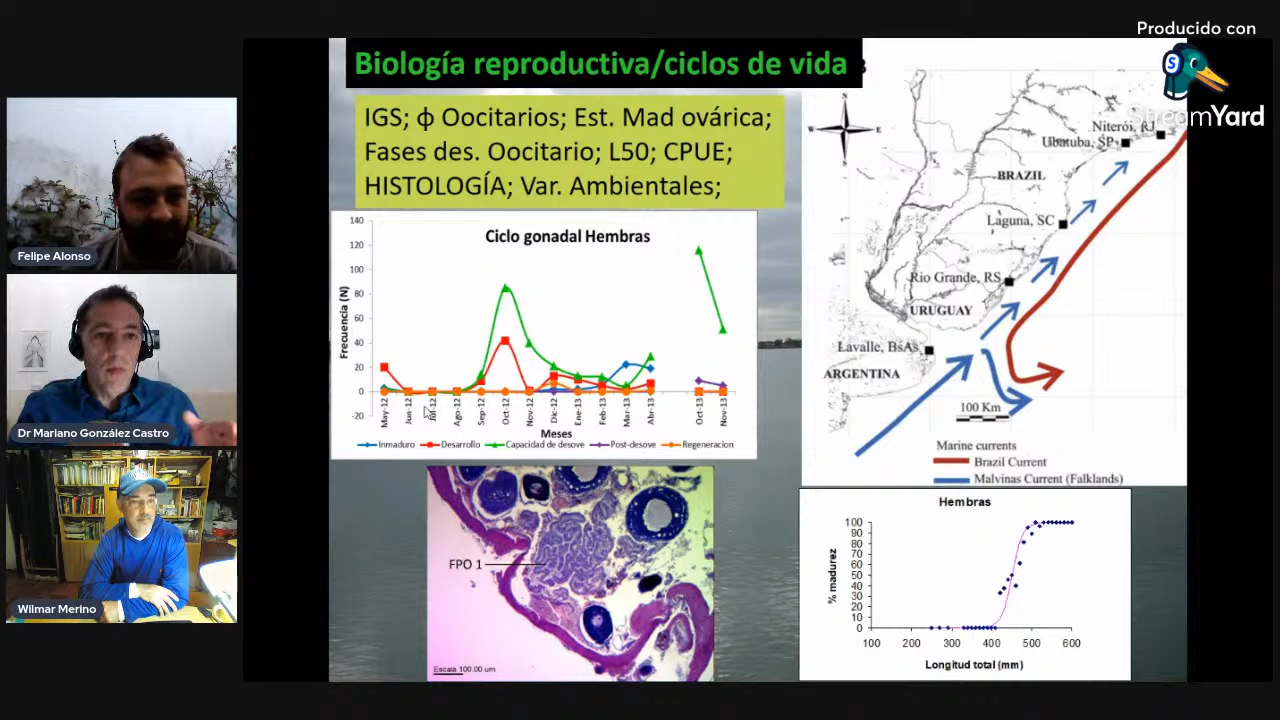 Producido con
StreamYard
Felipe Alonso
Dr Mariano González Castro
Wilmar Merino
Biología reproductiva/ciclos de vida
IGS; ϕ Oocitarios; Est. Mad ovárica;
Fases des. Oocitario; L50; CPUE;
HISTOLOGÍA; Var. Ambientales;
Ciclo gonadal Hembras
Frecuencia (N)
140
120
100
80
60
40
20
0
-20
May-12
Jun-12
Ago-12
Sep-12
Oct-12
Nov-12
Dic-12
Ene-13
Feb-13
Mar-13
Abr-13
Oct-13
Nov-13
Meses
Inmaduro
Desarrollo
Capacidad de desove
Post-desove
Regeneracion
FPO 1
Escala 100.00 um
N
W
E
S
Niterói, RJ
Ubatuba, SP
BRAZIL
Laguna, SC
Rio Grande, RS
URUGUAY
Lavalle, BsAs
ARGENTINA
100 Km
Marine currents
Brazil Current
Malvinas Current (Falklands)
Hembras
% madurez
100
90
80
70
60
50
40
30
20
10
0
100
200
300
400
500
600
Longitud total (mm)